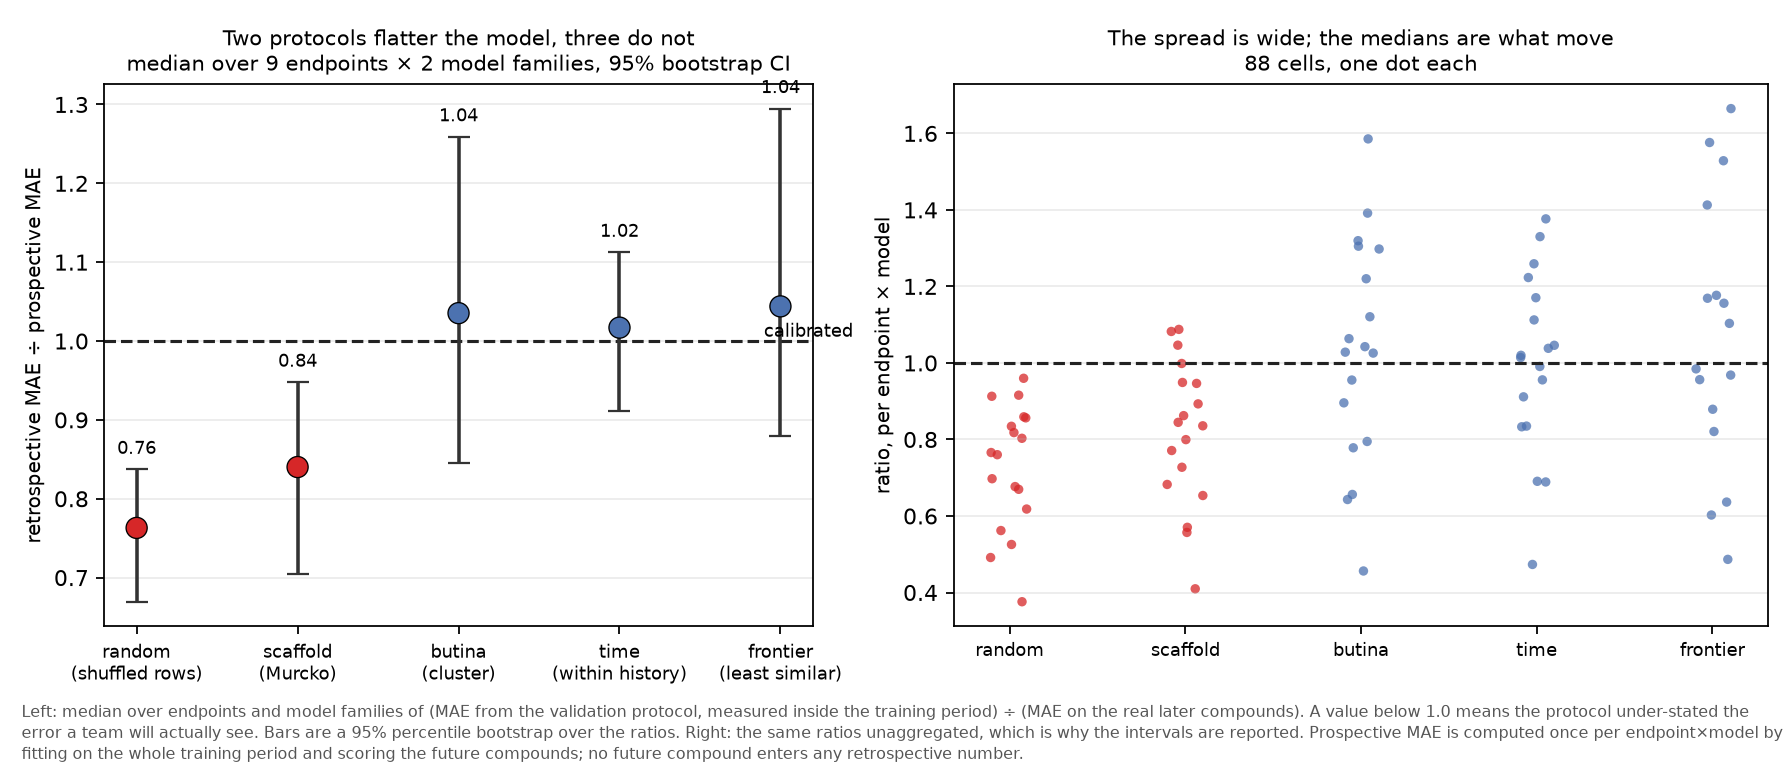 Two protocols flatter the model, three do not
median over 9 endpoints × 2 model families, 95% bootstrap CI
retrospective MAE ÷ prospective MAE
1.3
1.2
1.1
1.0
0.9
0.8
0.7
0.76
0.84
1.04
1.02
1.04
calibrated
random
(shuffled rows)
scaffold
(Murcko)
butina
(cluster)
time
(within history)
frontier
(least similar)
The spread is wide; the medians are what move
88 cells, one dot each
ratio, per endpoint × model
1.6
1.4
1.2
1.0
0.8
0.6
0.4
random
scaffold
butina
time
frontier
Left: median over endpoints and model families of (MAE from the validation protocol, measured inside the training period) ÷ (MAE on the real later compounds). A value below 1.0 means the protocol under-stated the
error a team will actually see. Bars are a 95% percentile bootstrap over the ratios. Right: the same ratios unaggregated, which is why the intervals are reported. Prospective MAE is computed once per endpoint×model by
fitting on the whole training period and scoring the future compounds; no future compound enters any retrospective number.